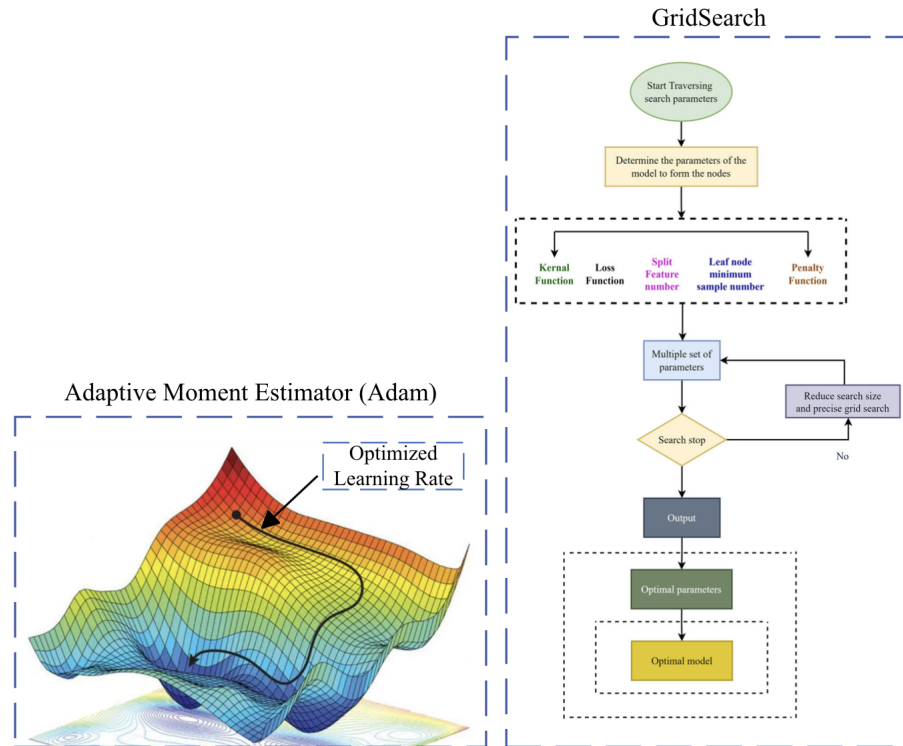 GridSearch
Start Traversing
search parameters
Determine the parameters of the
model to form the nodes
Kernal
Function
Loss
Function
Split
Feature
number
Leaf node
minimum
sample number
Penalty
Function
Multiple set of
parameters
Reduce search size
and precise grid search
Search stop
No
Output
Optimal parameters
Optimal model
Adaptive Moment Estimator (Adam)
Optimized
Learning Rate